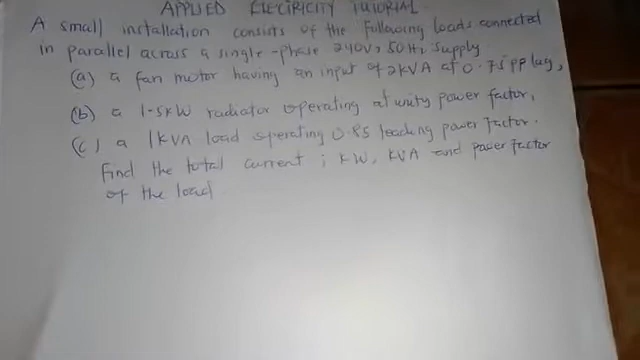 APPLIED ELECTRICITY TUTORIAL
A small installation consists of the following loads connected
in parallel across a single-phase 240V, 50Hz supply
(a) a fan motor having an input of 2kVA at 0.75 pp lag,
(b) a 1.5kW radiator operating at unity power factor,
(c) a 1kVA load operating 0.85 leading power factor.
Find the total current, kW, kVA and power factor
of the load